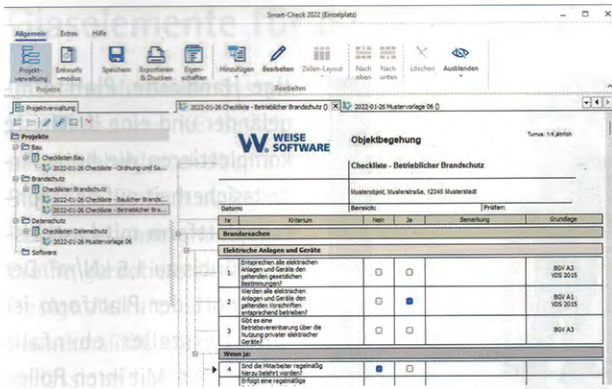 Smart-Check 2022 (Einzelplatz)
Allgemein Extras Hilfe
Projekt-
verwaltung
Entwurfs
-modus
Speichern
Exportieren
& Drucken
Eigen-
schaften
Hinzufügen
Bearbeiten
Zeilen-Layout
Nach
oben
Nach
unten
Löschen
Ausblenden
Projekte
Bearbeiten
Projektverwaltung
2022-01-26 Checkliste - Betrieblicher Brandschutz ()
2022-01-26 Mustervorlage 06 ()
Projekte
Bau
Checklisten Bau
2022-01-26 Checkliste - Ordnung und Sa...
Brandschutz
Checklisten Brandschutz
2022-01-26 Checkliste - Baulicher Brands...
2022-01-26 Checkliste - Betrieblicher Bra...
Datenschutz
Checklisten Datenschutz
2022-01-26 Mustervorlage 06
Software
W. WEISE
SOFTWARE
Objektbegehung
Turnus: 1/4 jährlich
Checkliste - Betrieblicher Brandschutz
Musterobjekt, Musterstraße, 12345 Musterstadt
Datum: Bereich: Prüfer:
Nr. Kriterium Nein Ja Bemerkung Grundlage
Brandursachen
Elektrische Anlagen und Geräte
1 Entsprechen alle elektrischen
Anlagen und Geräte den
geltenden gesetzlichen
Bestimmungen?
BGV A3
VDS 2015
2 Werden alle elektrischen
Anlagen und Geräte den
geltenden Vorschriften
entsprechend betrieben?
BGV A1
VDS 2015
3 Gibt es eine
Betriebsvereinbarung über die
Nutzung privater elektrischer
Geräte?
BGV A3
Wenn ja:
4 Sind die Mitarbeiter regelmäßig
hierzu belehrt worden?
Erfolgt eine regelmäßige